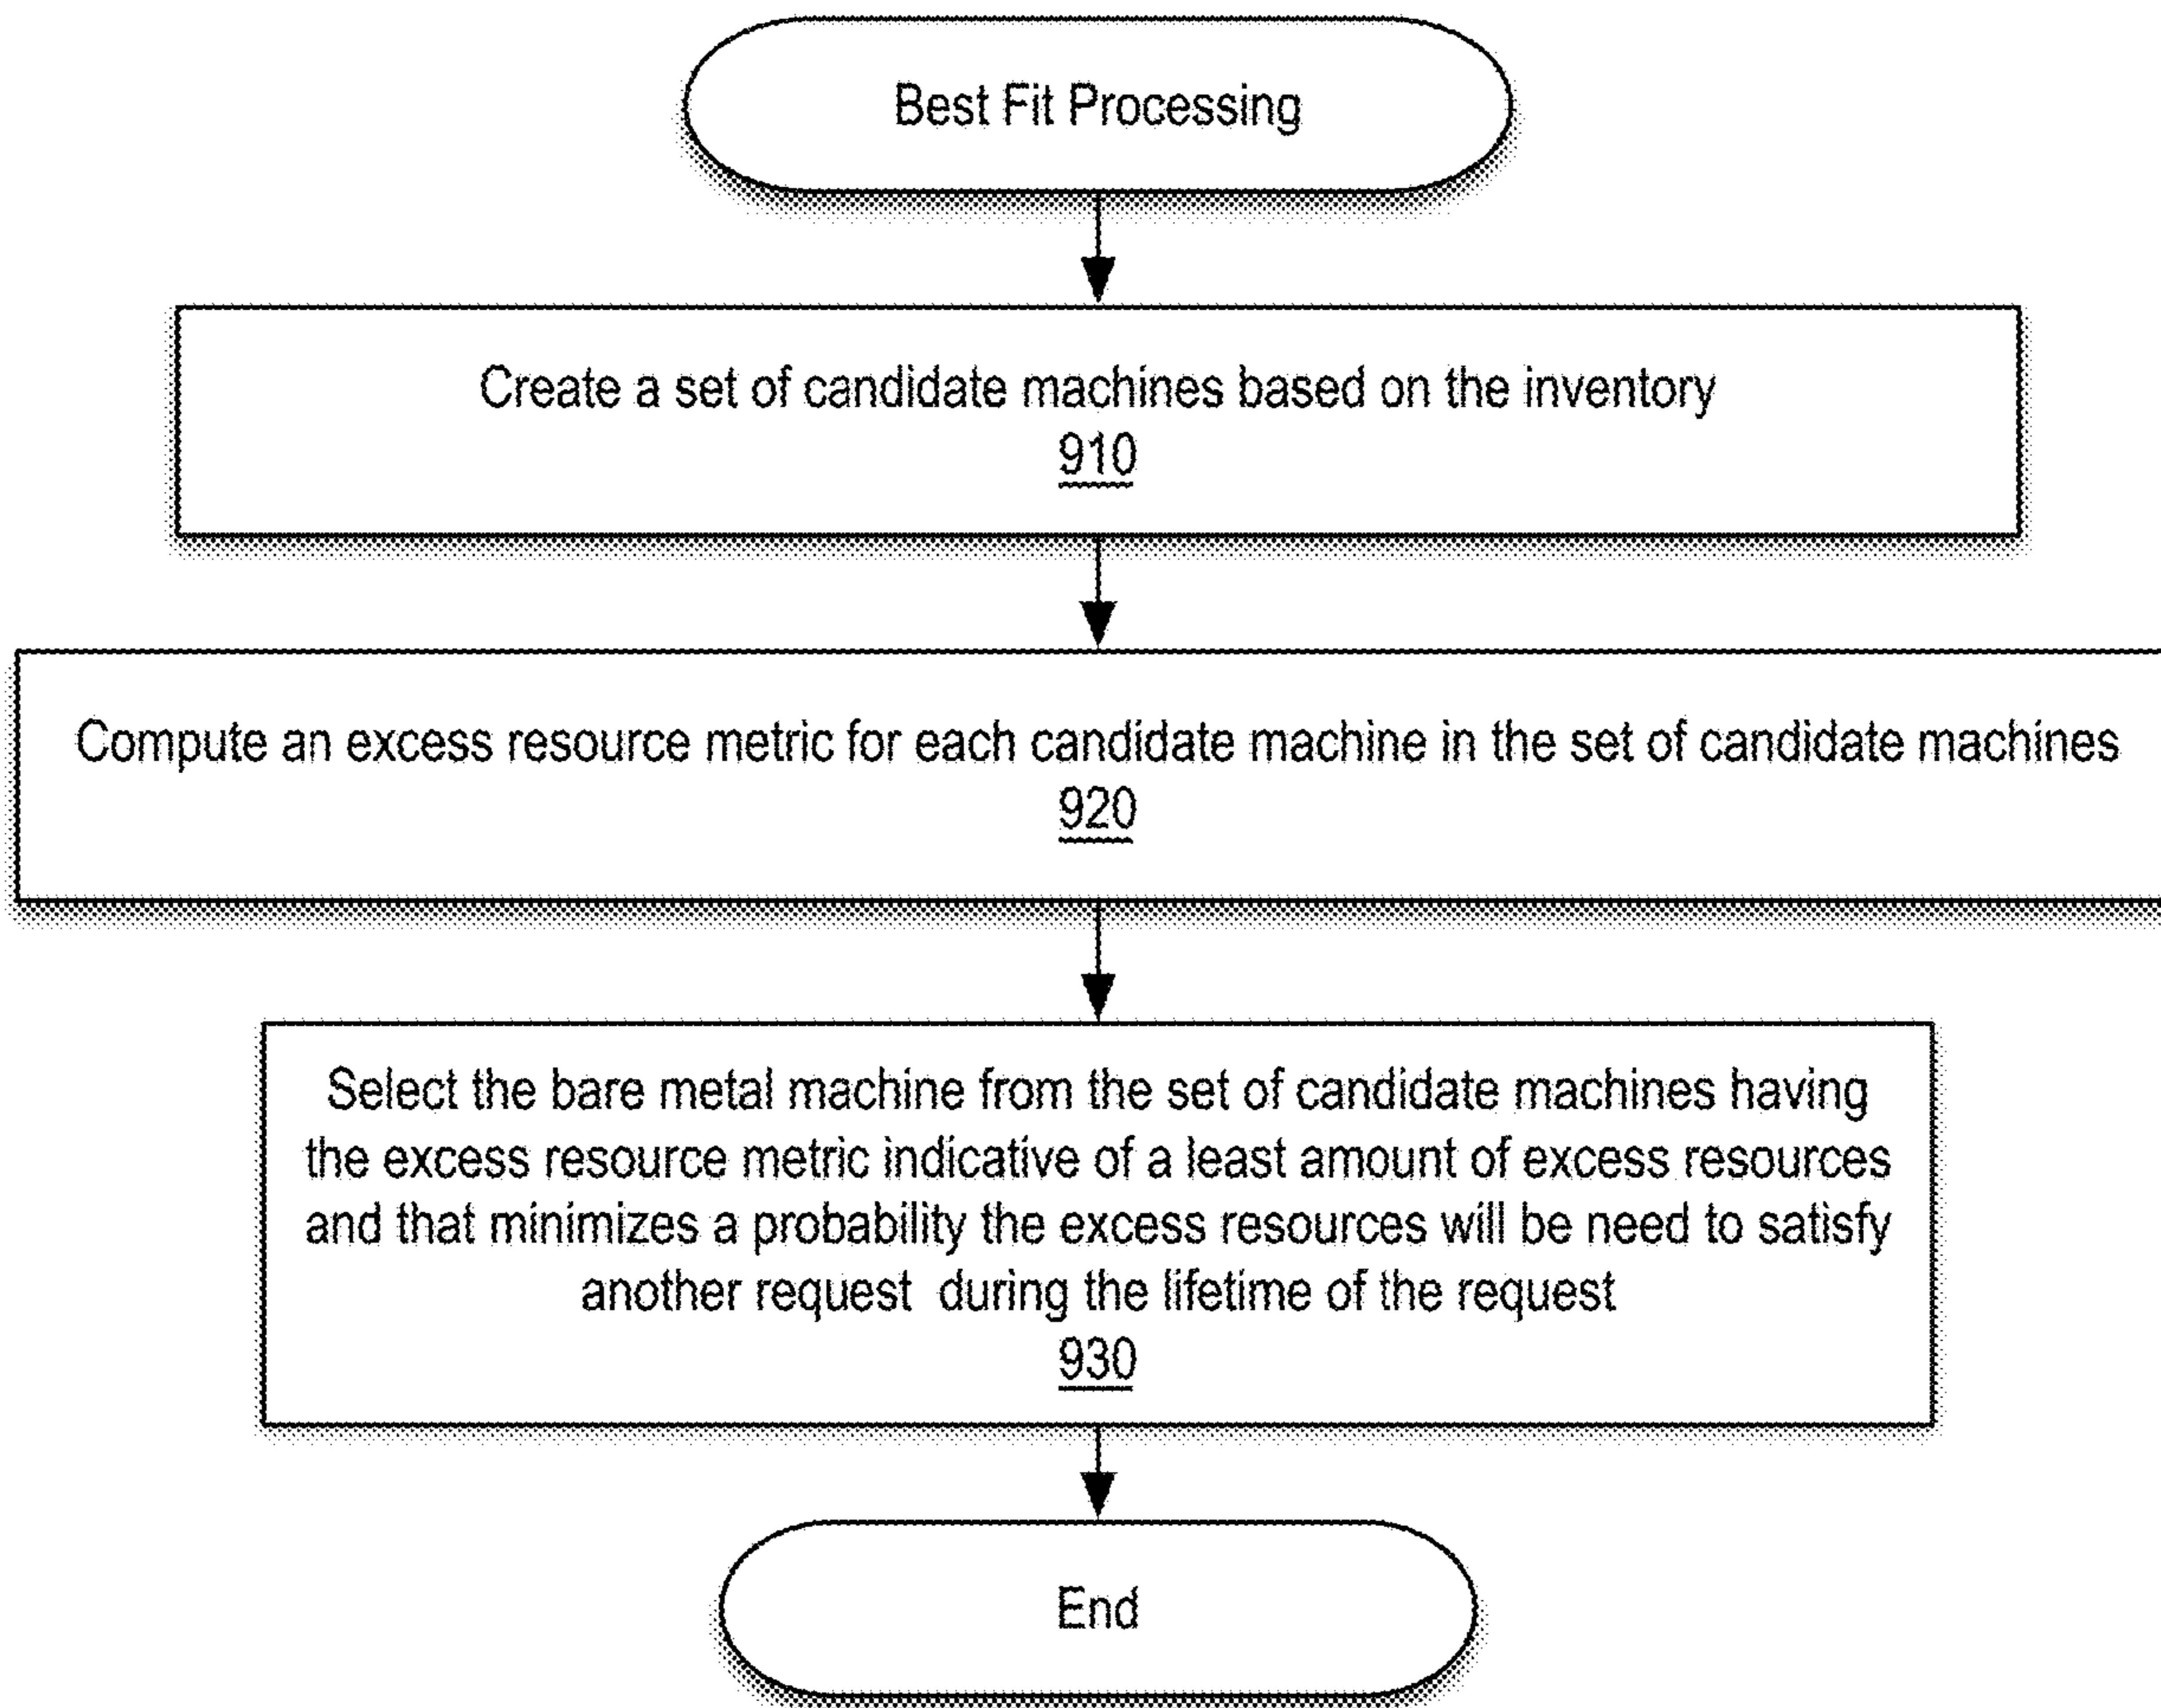 Best Fit Processing
Create a set of candidate machines based on the inventory
910
Compute an excess resource metric for each candidate machine in the set of candidate machines
920
Select the bare metal machine from the set of candidate machines having
the excess resource metric indicative of a least amount of excess resources
and that minimizes a probability the excess resources will be need to satisfy
another request during the lifetime of the request
930
End